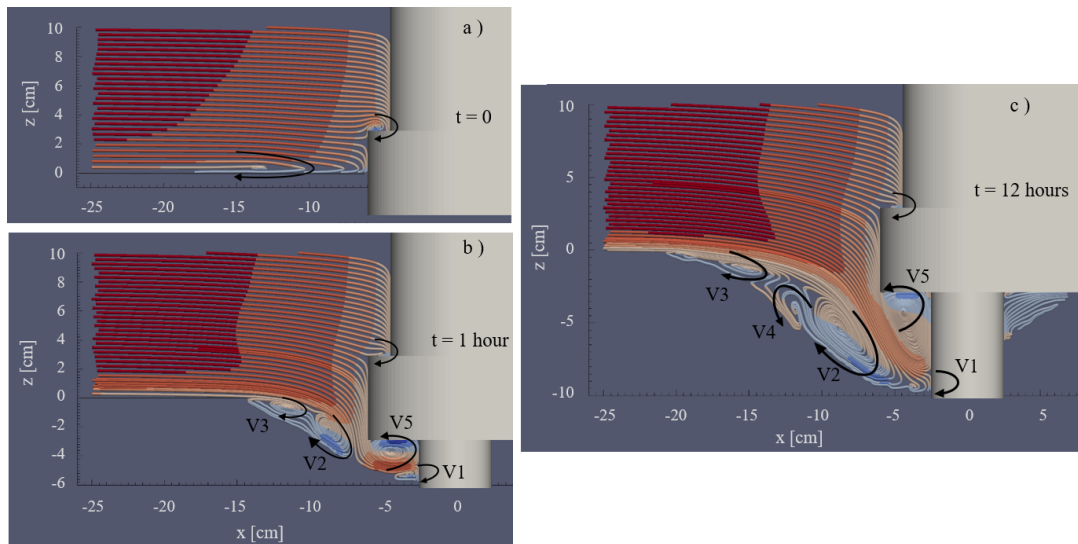 a )
10
8
6
4
2
0
z [cm]
t = 0
-25 -20 -15 -10
b )
10
8
6
4
2
0
-2
-4
-6
z [cm]
t = 1 hour
V3
V2
V5
V1
-25 -20 -15 -10 -5 0
x [cm]
c )
10
5
0
-5
-10
z [cm]
t = 12 hours
V3
V4
V2
V5
V1
-25 -20 -15 -10 -5 0 5
x [cm]